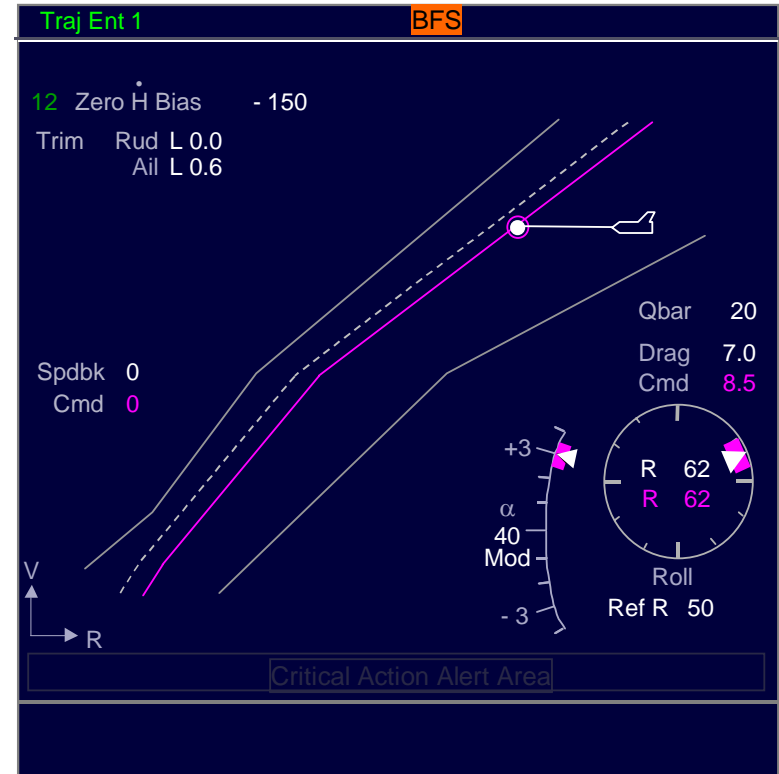 Traj Ent 1 BFS
12 Zero Ḣ Bias - 150
Trim Rud L 0.0
Ail L 0.6
Qbar 20
Drag 7.0
Cmd 8.5
Spdbk 0
Cmd 0
+3
α
40
Mod
- 3
R 62
R 62
Roll
Ref R 50
V
R
Critical Action Alert Area